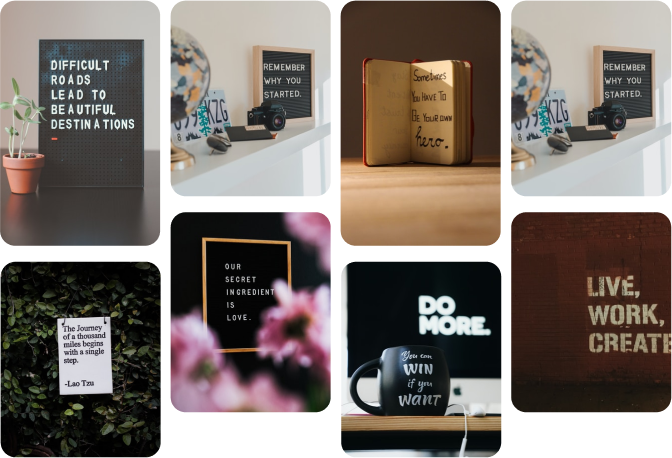 DIFFICULT
ROADS
LEAD TO
BEAUTIFUL
DESTINATIONS
REMEMBER
WHY YOU
STARTED.
XZG
Sometimes
You Have To
Be Your own
hero.
REMEMBER
WHY YOU
STARTED.
XZG
The Journey
of a thousand
miles begins
with a single
step.
-Lao Tzu
OUR
SECRET
INGREDIENT
IS
LOVE.
DO
MORE.
You can
WIN
if you
WANT
LIVE,
WORK,
CREATE